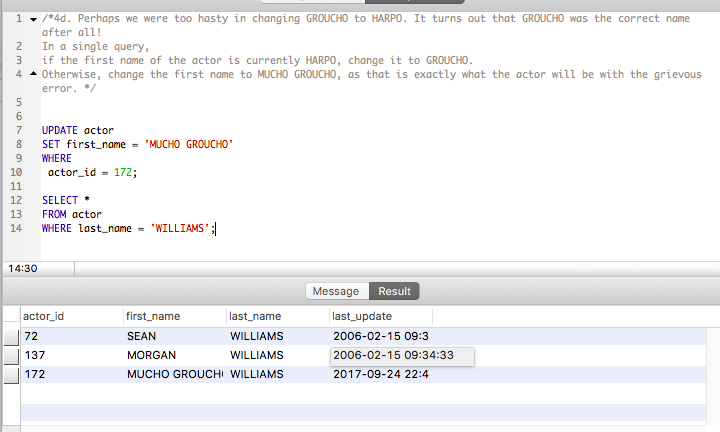 1 /*4d. Perhaps we were too hasty in changing GROUCHO to HARPO. It turns out that GROUCHO was the correct name
after all!
2 In a single query,
3 if the first name of the actor is currently HARPO, change it to GROUCHO.
4 Otherwise, change the first name to MUCHO GROUCHO, as that is exactly what the actor will be with the grievous
error. */
5
6
7 UPDATE actor
8 SET first_name = 'MUCHO GROUCHO'
9 WHERE
10 actor_id = 172;
11
12 SELECT *
13 FROM actor
14 WHERE last_name = 'WILLIAMS';
14:30
Message Result
actor_id first_name last_name last_update
72 SEAN WILLIAMS 2006-02-15 09:3
137 MORGAN WILLIAMS 2006-02-15 09:34:33
172 MUCHO GROUCH WILLIAMS 2017-09-24 22:4